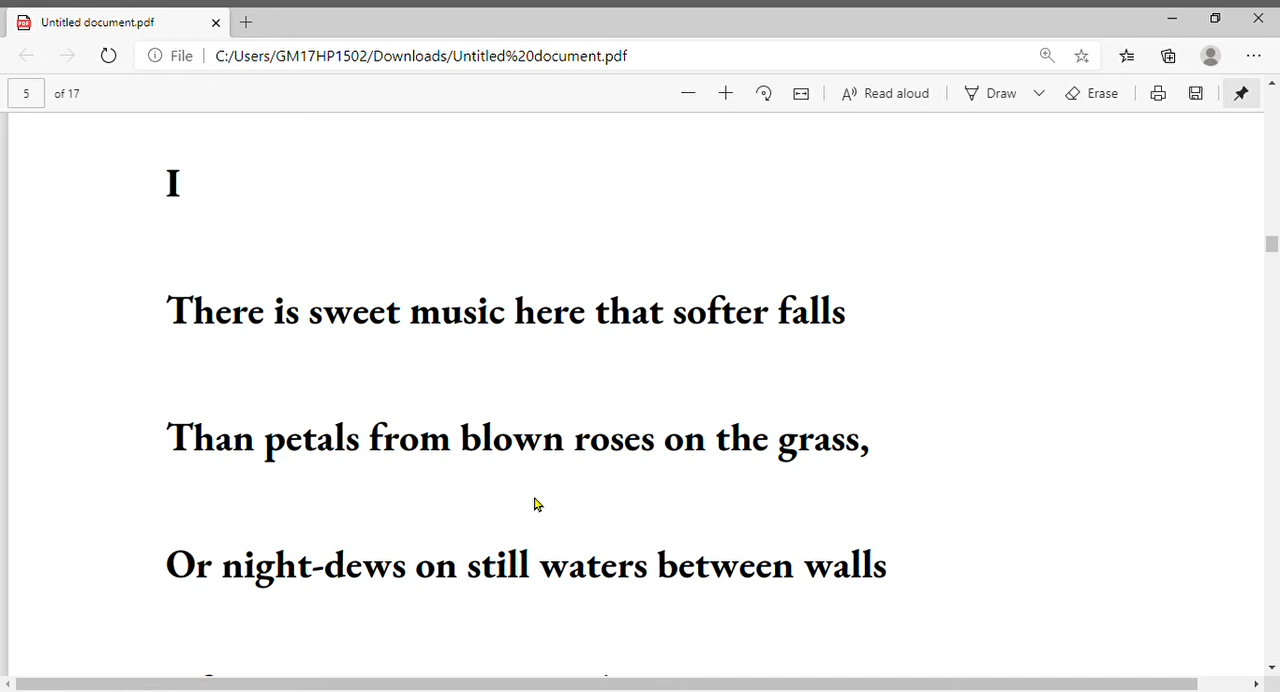 Untitled document.pdf
File | C:/Users/GM17HP1502/Downloads/Untitled%20document.pdf
5 of 17 Read aloud Draw Erase
I
There is sweet music here that softer falls
Than petals from blown roses on the grass,
Or night-dews on still waters between walls